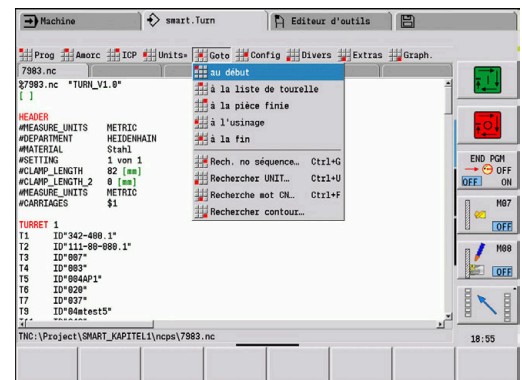 Machine smart.Turn Editeur d'outils
Prog Amorc ICP Units» Goto Config Divers Extras Graph.
7983.nc
%7983.nc "TURN_V1.0"
[ ]
HEADER
#MEASURE_UNITS METRIC
#DEPARTMENT HEIDENHAIN
#MATERIAL Stahl
#SETTING 1 von 1
#CLAMP_LENGTH 82 [mm]
#CLAMP_LENGTH_2 0 [mm]
#MEASURE_UNITS METRIC
#CARRIAGES $1
TURRET 1
T1 ID"342-400.1"
T2 ID"111-80-080.1"
T3 ID"007"
T4 ID"003"
T5 ID"004AP1"
T6 ID"020"
T7 ID"037"
T9 ID"04mtest5"
au début
à la liste de tourelle
à la pièce finie
à l'usinage
à la fin
Rech. no séquence... Ctrl+G
Rechercher UNIT... Ctrl+U
Recherche mot CN... Ctrl+F
Rechercher contour...
TNC:\Project\SMART_KAPITEL1\ncps\7983.nc
END PGM
OFF
OFF ON
M07
OFF
M08
OFF
18:55